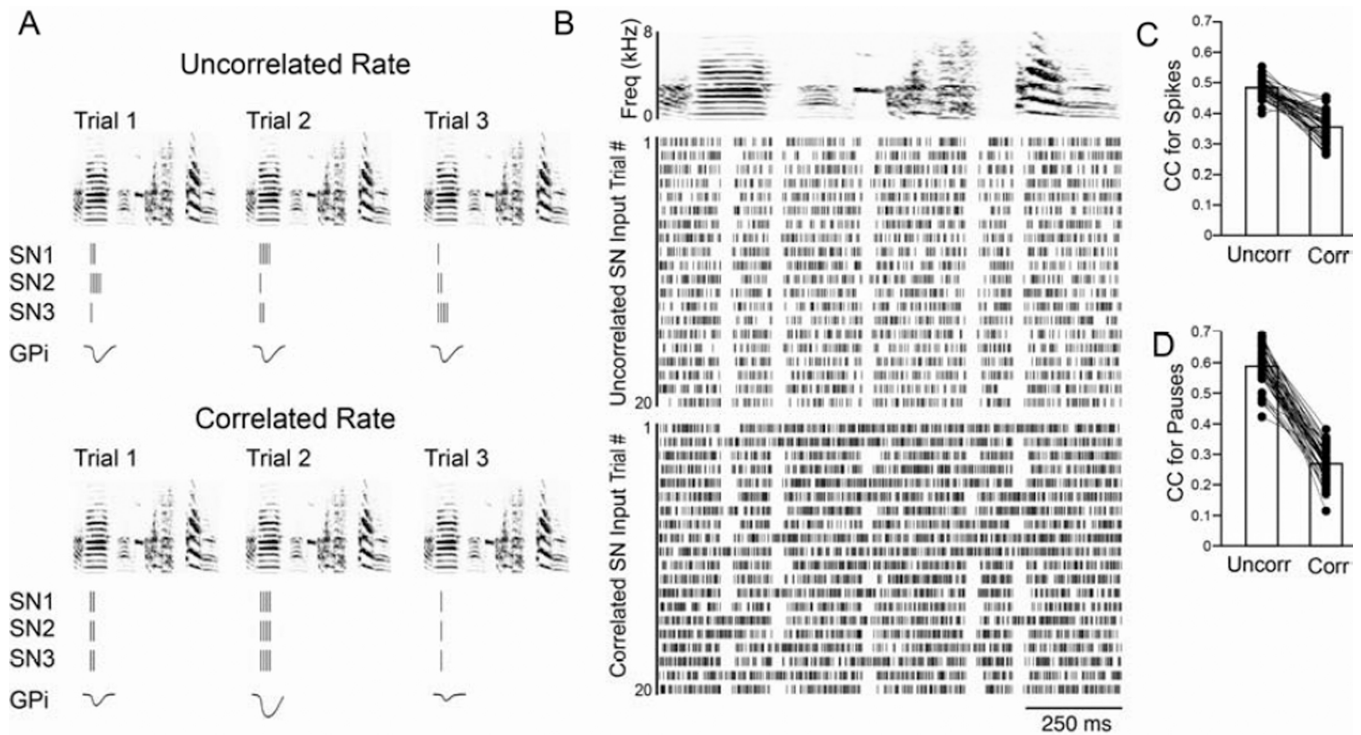 A
Uncorrelated Rate
Trial 1 Trial 2 Trial 3
SN1
SN2
SN3
GPi
Correlated Rate
Trial 1 Trial 2 Trial 3
SN1
SN2
SN3
GPi
B
Freq (kHz)
8
0
Uncorrelated SN Input Trial #
1
20
Correlated SN Input Trial #
1
20
250 ms
C
CC for Spikes
0.7
0.6
0.5
0.4
0.3
0.2
0.1
0
Uncorr Corr
D
CC for Pauses
0.7
0.6
0.5
0.4
0.3
0.2
0.1
0
Uncorr Corr